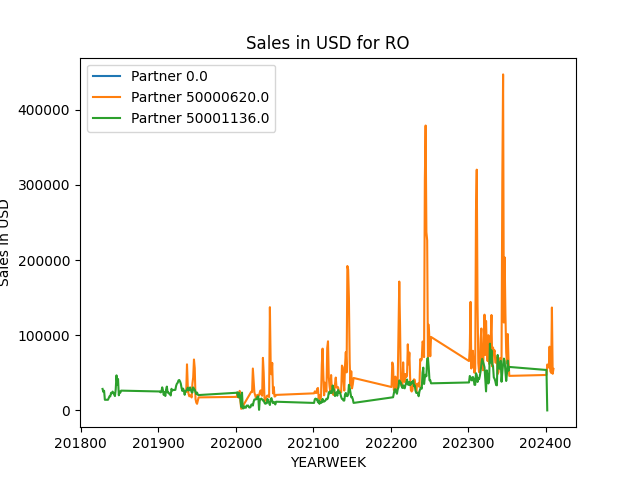 Sales in USD for RO
Partner 0.0
Partner 50000620.0
Partner 50001136.0
400000
300000
200000
100000
0
Sales in USD
201800
201900
202000
202100
202200
202300
202400
YEARWEEK